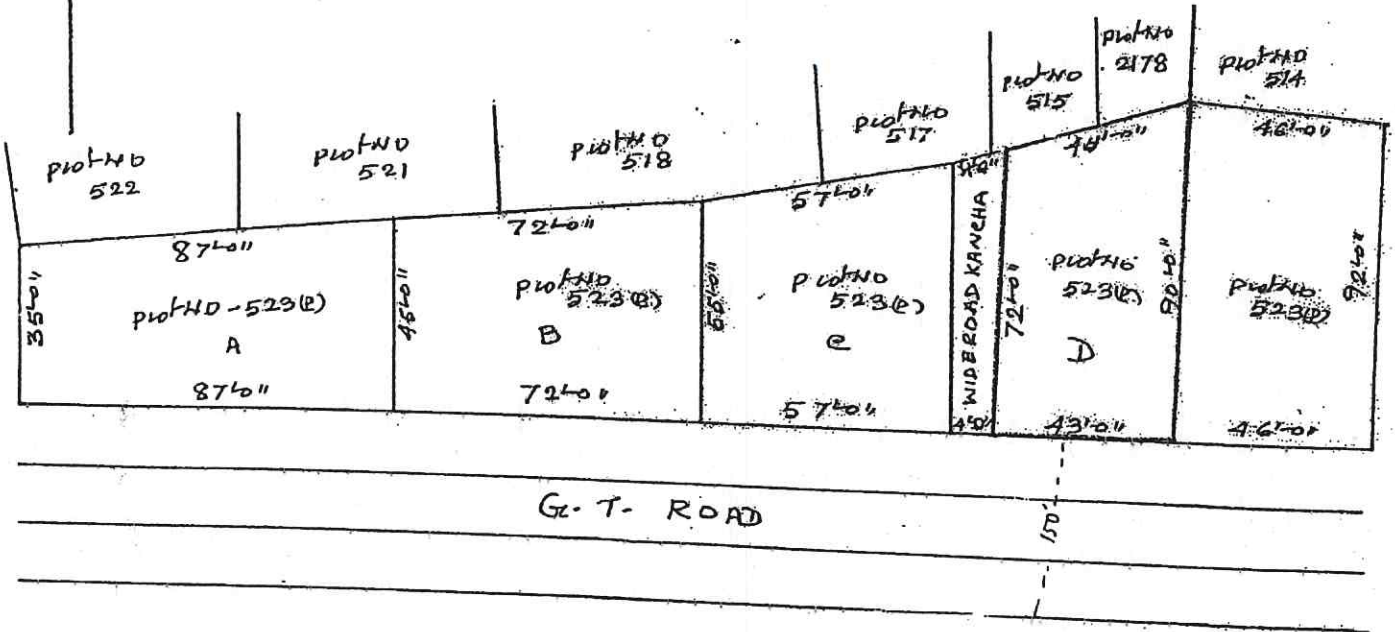 Plot NO
522
Plot NO
521
Plot NO
518
Plot NO
517
Plot NO
515
Plot NO
2178
Plot NO
514
87'-0"
72'-0"
57'-0"
4'-0"
46'-0"
35'-0"
Plot NO - 523(P)
A
45'-0"
Plot NO
523(P)
B
Plot NO
523(P)
C
WIDE ROAD KANCHA
72'-0"
Plot NO
523(P)
D
90'-0"
Plot NO
523(P)
92'-0"
87'-0"
72'-0"
57'-0"
4'-0"
43'-0"
46'-0"
G. T. ROAD
150'